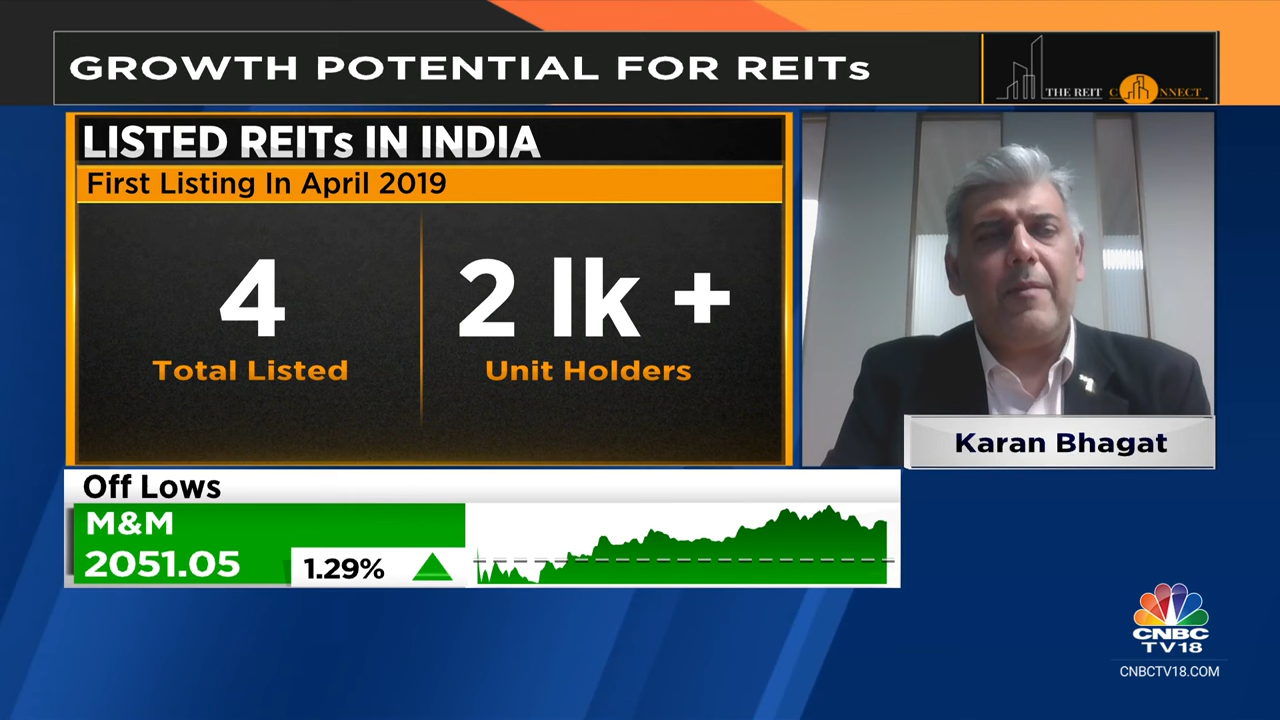 GROWTH POTENTIAL FOR REITs
THE REIT C NNECT
LISTED REITs IN INDIA
First Listing In April 2019
4
Total Listed
2 lk +
Unit Holders
Karan Bhagat
Off Lows
M&M
2051.05
1.29%
CNBC
TV18
CNBCTV18.COM